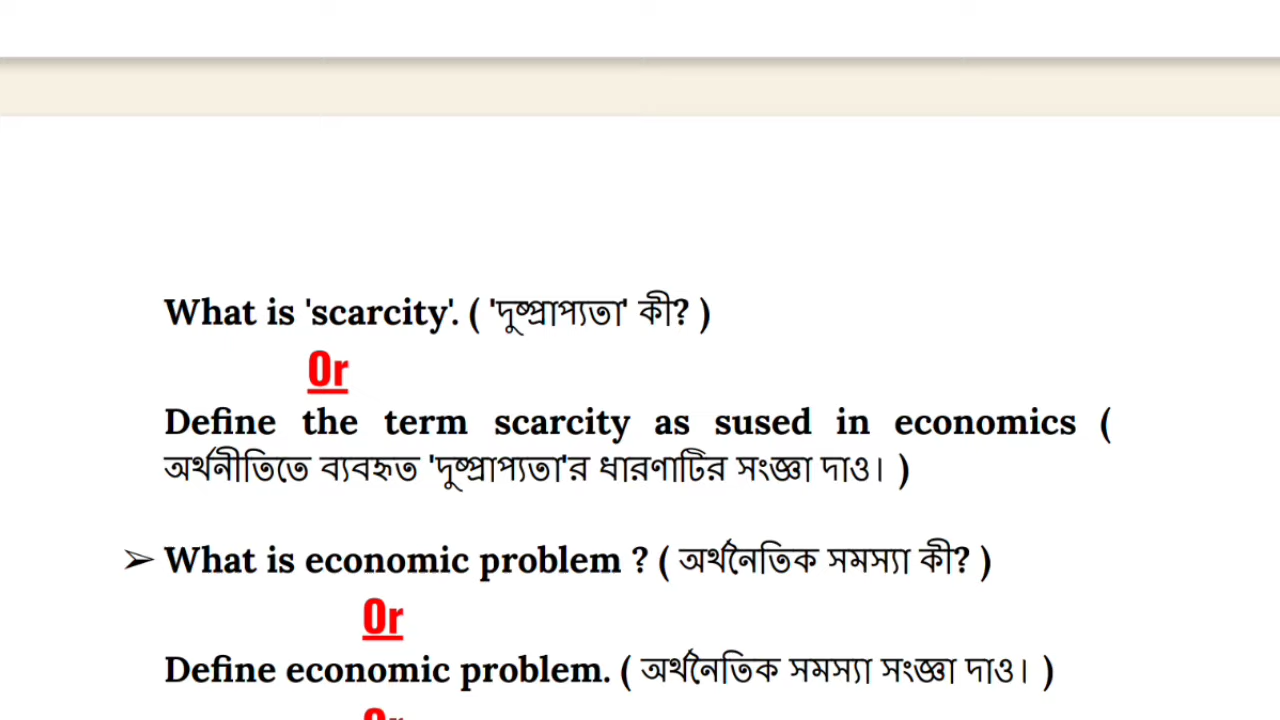 What is 'scarcity'. ( 'দুষ্প্রাপ্যতা' কী? )
Or
Define the term scarcity as sused in economics (
অর্থনীতিতে ব্যবহৃত 'দুষ্প্রাপ্যতা'র ধারণাটির সংজ্ঞা দাও। )
➢ What is economic problem ? ( অর্থনৈতিক সমস্যা কী? )
Or
Define economic problem. ( অর্থনৈতিক সমস্যা সংজ্ঞা দাও। )
Or